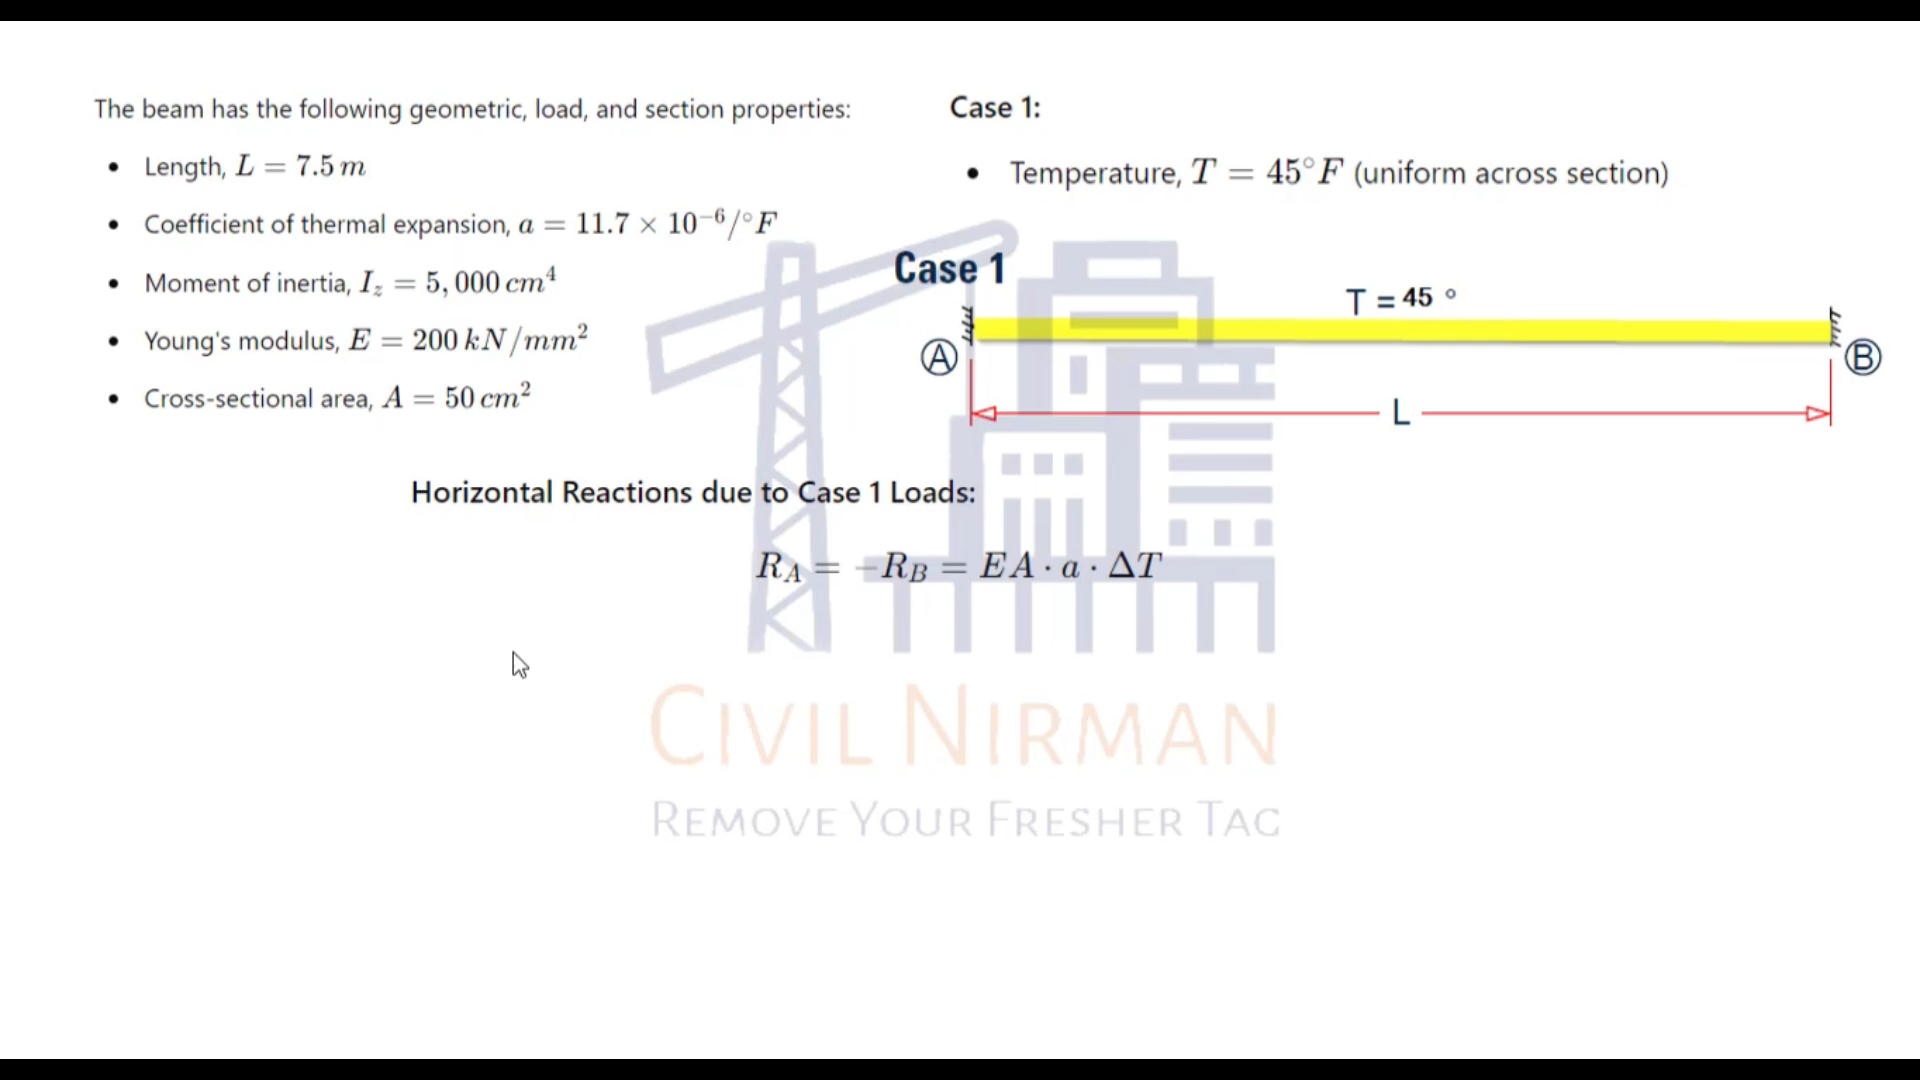 The beam has the following geometric, load, and section properties:
• Length, L = 7.5 m
• Coefficient of thermal expansion, a = 11.7 × 10⁻⁶/°F
• Moment of inertia, I_z = 5,000 cm⁴
• Young's modulus, E = 200 kN/mm²
• Cross-sectional area, A = 50 cm²
Case 1:
• Temperature, T = 45°F (uniform across section)
Case 1
T = 45 °
A
B
L
Horizontal Reactions due to Case 1 Loads:
R_A = −R_B = EA · a · ΔT
CIVIL NIRMAN
REMOVE YOUR FRESHER TAG